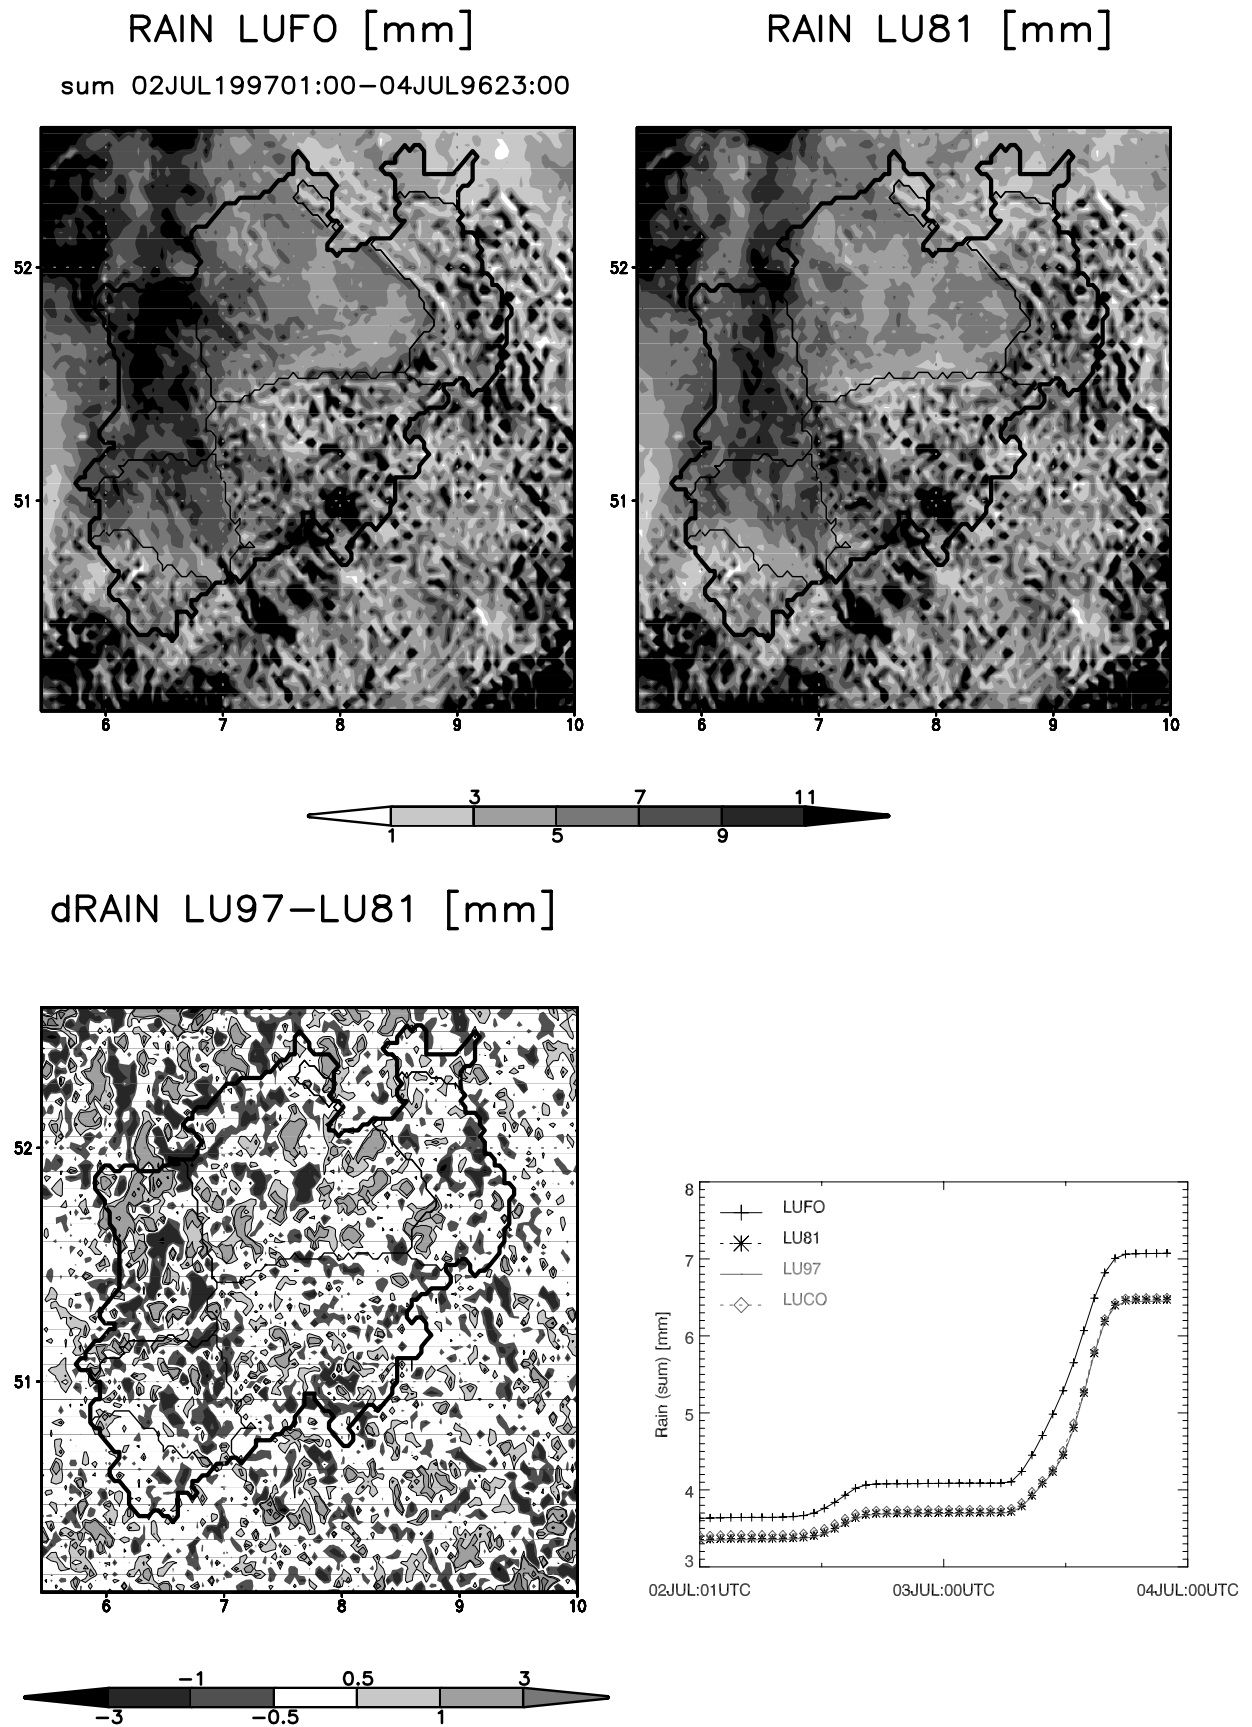 RAIN LUFO [mm]
RAIN LU81 [mm]
sum 02JUL199701:00−04JUL9623:00
52
51
6 7 8 9 10
52
51
6 7 8 9 10
3 7 11
1 5 9
dRAIN LU97−LU81 [mm]
52
51
6 7 8 9 10
−1 0.5 3
−3 −0.5 1
8
7
6
5
4
3
Rain (sum) [mm]
LUFO
LU81
LU97
LUCO
02JUL:01UTC 03JUL:00UTC 04JUL:00UTC